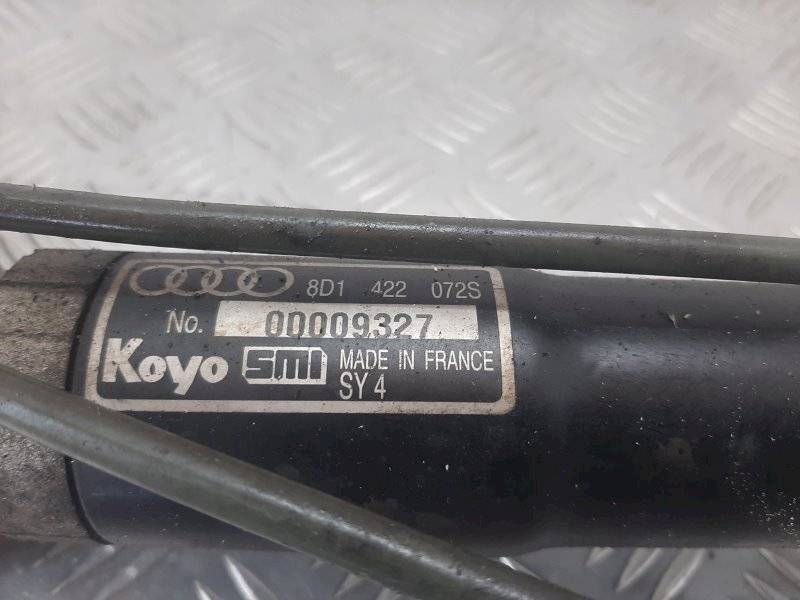 8D1 422 072S
No. 00009327
Koyo SMI MADE IN FRANCE
SY 4